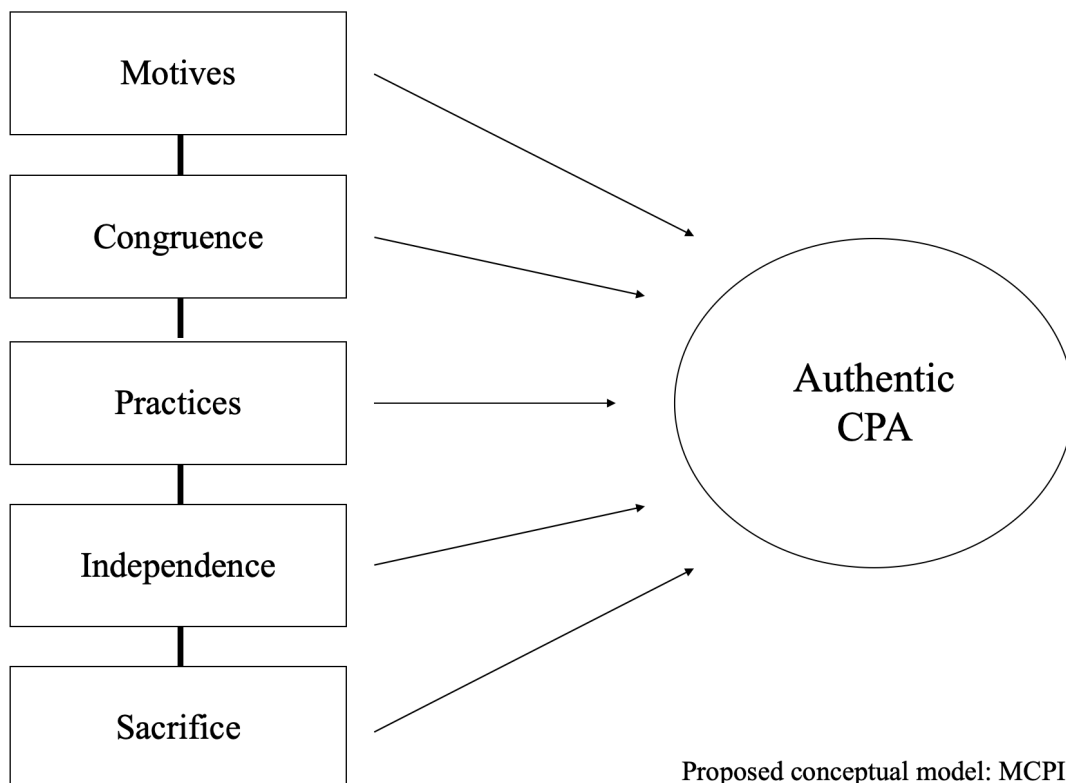 Motives
Congruence
Practices
Independence
Sacrifice
Authentic
CPA
Proposed conceptual model: MCPI